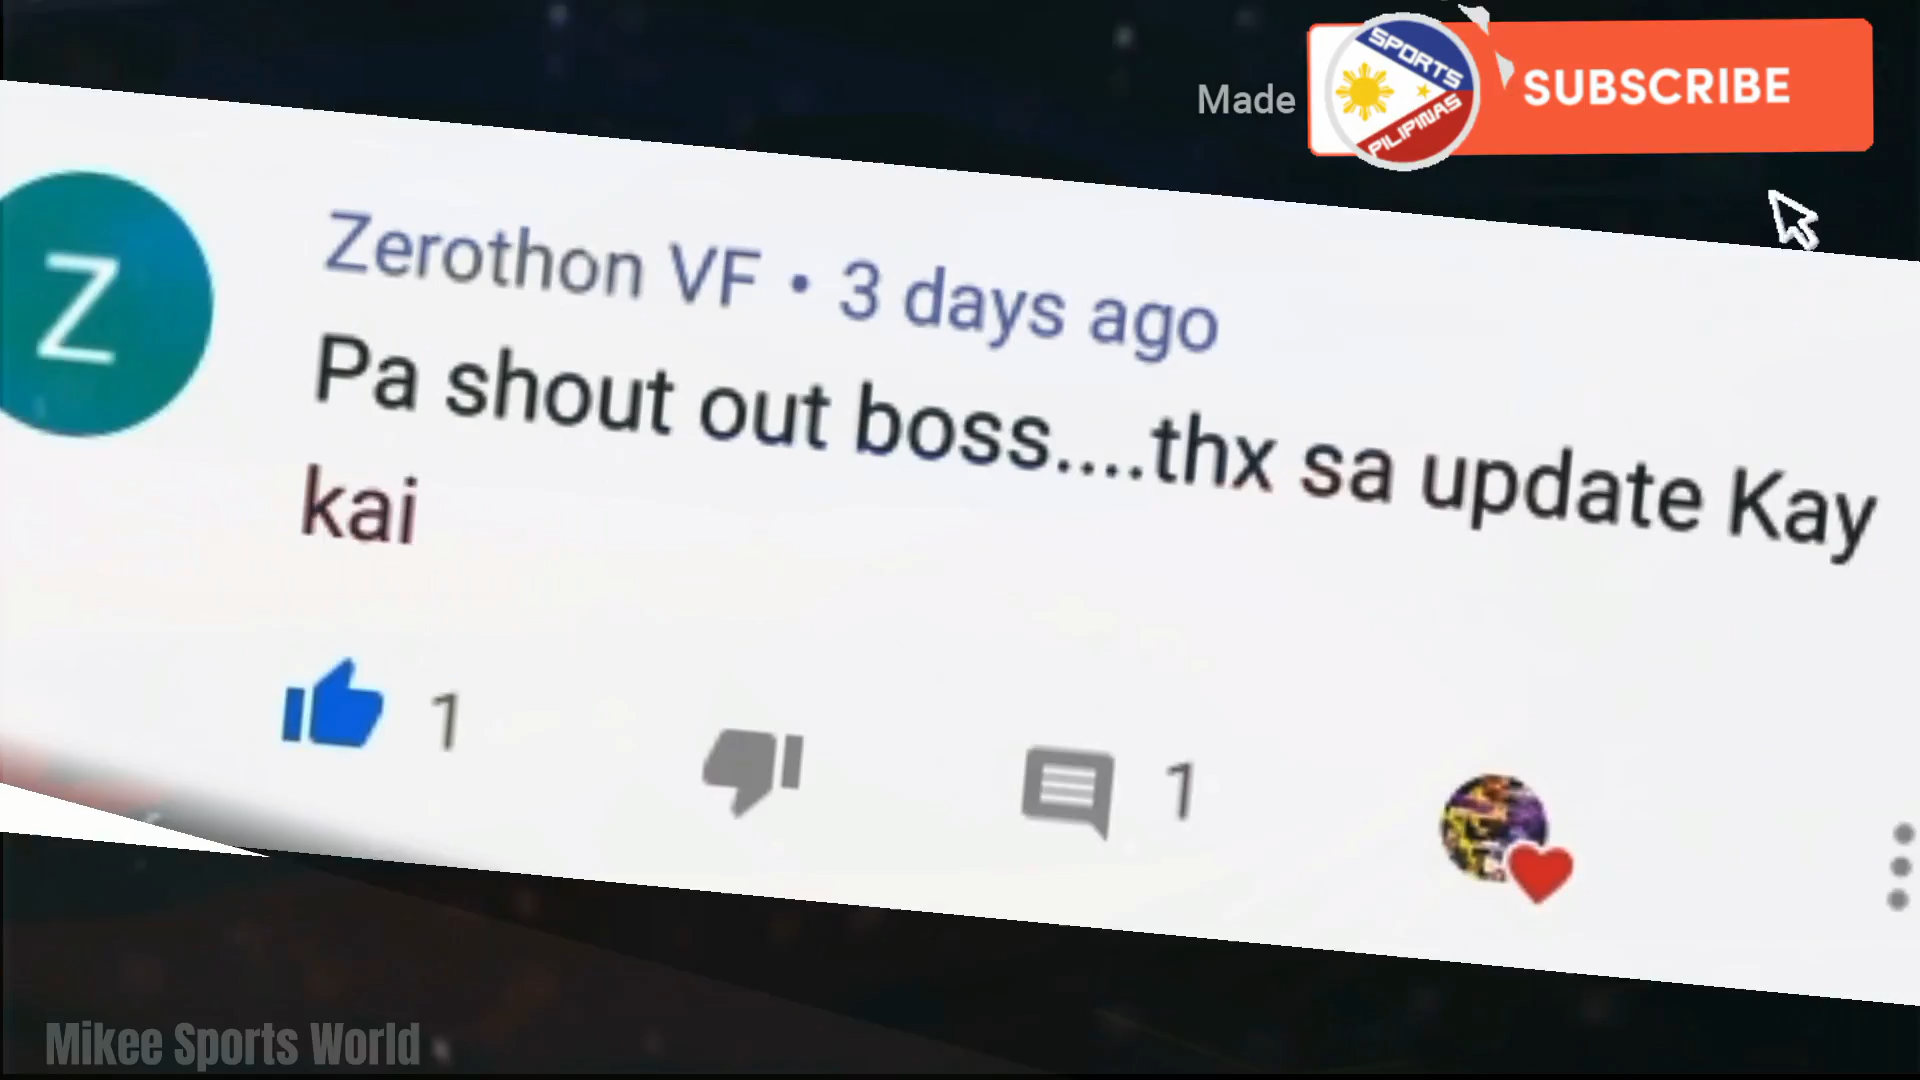 Made
SPORTS
PILIPINAS
SUBSCRIBE
Z
Zerothon VF • 3 days ago
Pa shout out boss....thx sa update Kay
kai
1
1
Mikee Sports World